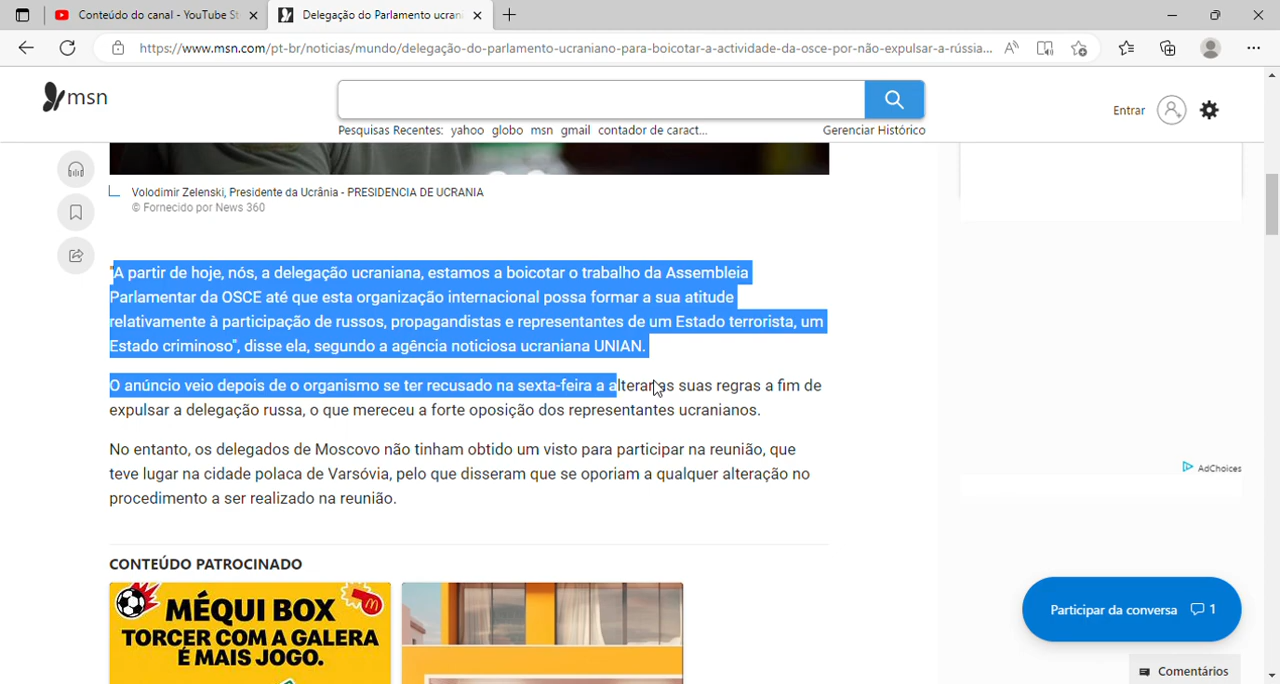 Conteúdo do canal - YouTube St
Delegação do Parlamento ucran
https://www.msn.com/pt-br/noticias/mundo/delegação-do-parlamento-ucraniano-para-boicotar-a-actividade-da-osce-por-não-expulsar-a-rússia...
msn
Pesquisas Recentes: yahoo globo msn gmail contador de caract...
Gerenciar Histórico
Entrar
Volodimir Zelenski, Presidente da Ucrânia - PRESIDENCIA DE UCRANIA
© Fornecido por News 360
"A partir de hoje, nós, a delegação ucraniana, estamos a boicotar o trabalho da Assembleia
Parlamentar da OSCE até que esta organização internacional possa formar a sua atitude
relativamente à participação de russos, propagandistas e representantes de um Estado terrorista, um
Estado criminoso", disse ela, segundo a agência noticiosa ucraniana UNIAN.
O anúncio veio depois de o organismo se ter recusado na sexta-feira a alterar as suas regras a fim de
expulsar a delegação russa, o que mereceu a forte oposição dos representantes ucranianos.
No entanto, os delegados de Moscovo não tinham obtido um visto para participar na reunião, que
teve lugar na cidade polaca de Varsóvia, pelo que disseram que se oporiam a qualquer alteração no
procedimento a ser realizado na reunião.
AdChoices
CONTEÚDO PATROCINADO
MÉQUI BOX
TORCER COM A GALERA
É MAIS JOGO.
Participar da conversa 1
Comentários